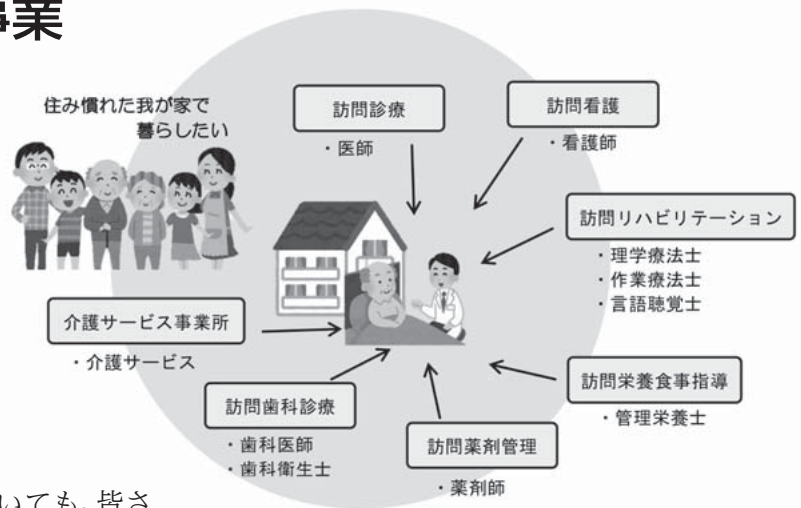 事業
住み慣れた我が家で
暮らしたい
訪問診療
・医師
訪問看護
・看護師
訪問リハビリテーション
・理学療法士
・作業療法士
・言語聴覚士
介護サービス事業所
・介護サービス
訪問歯科診療
・歯科医師
・歯科衛生士
訪問薬剤管理
・薬剤師
訪問栄養食事指導
・管理栄養士
いても、皆さ